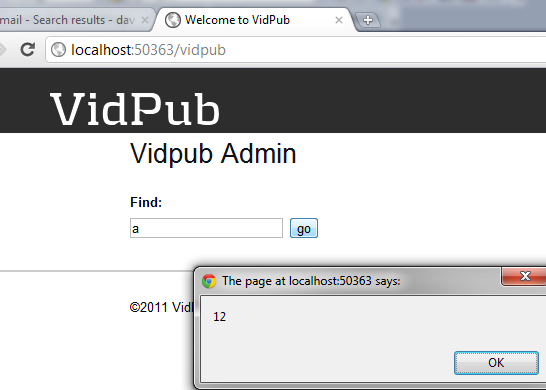 mail - Search results - dav
Welcome to VidPub
localhost:50363/vidpub
VidPub
Vidpub Admin
Find:
a
go
The page at localhost:50363 says:
©2011
12
OK